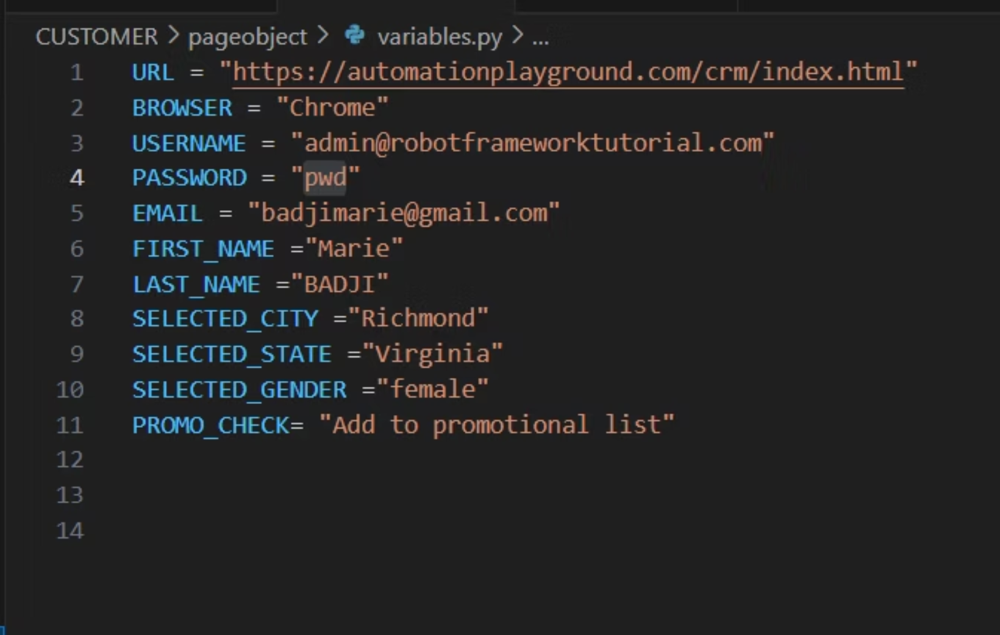 CUSTOMER > pageobject > variables.py > ...
1 URL = "https://automationplayground.com/crm/index.html"
2 BROWSER = "Chrome"
3 USERNAME = "admin@robotframeworktutorial.com"
4 PASSWORD = "pwd"
5 EMAIL = "badjimarie@gmail.com"
6 FIRST_NAME ="Marie"
7 LAST_NAME ="BADJI"
8 SELECTED_CITY ="Richmond"
9 SELECTED_STATE ="Virginia"
10 SELECTED_GENDER ="female"
11 PROMO_CHECK= "Add to promotional list"
12
13
14